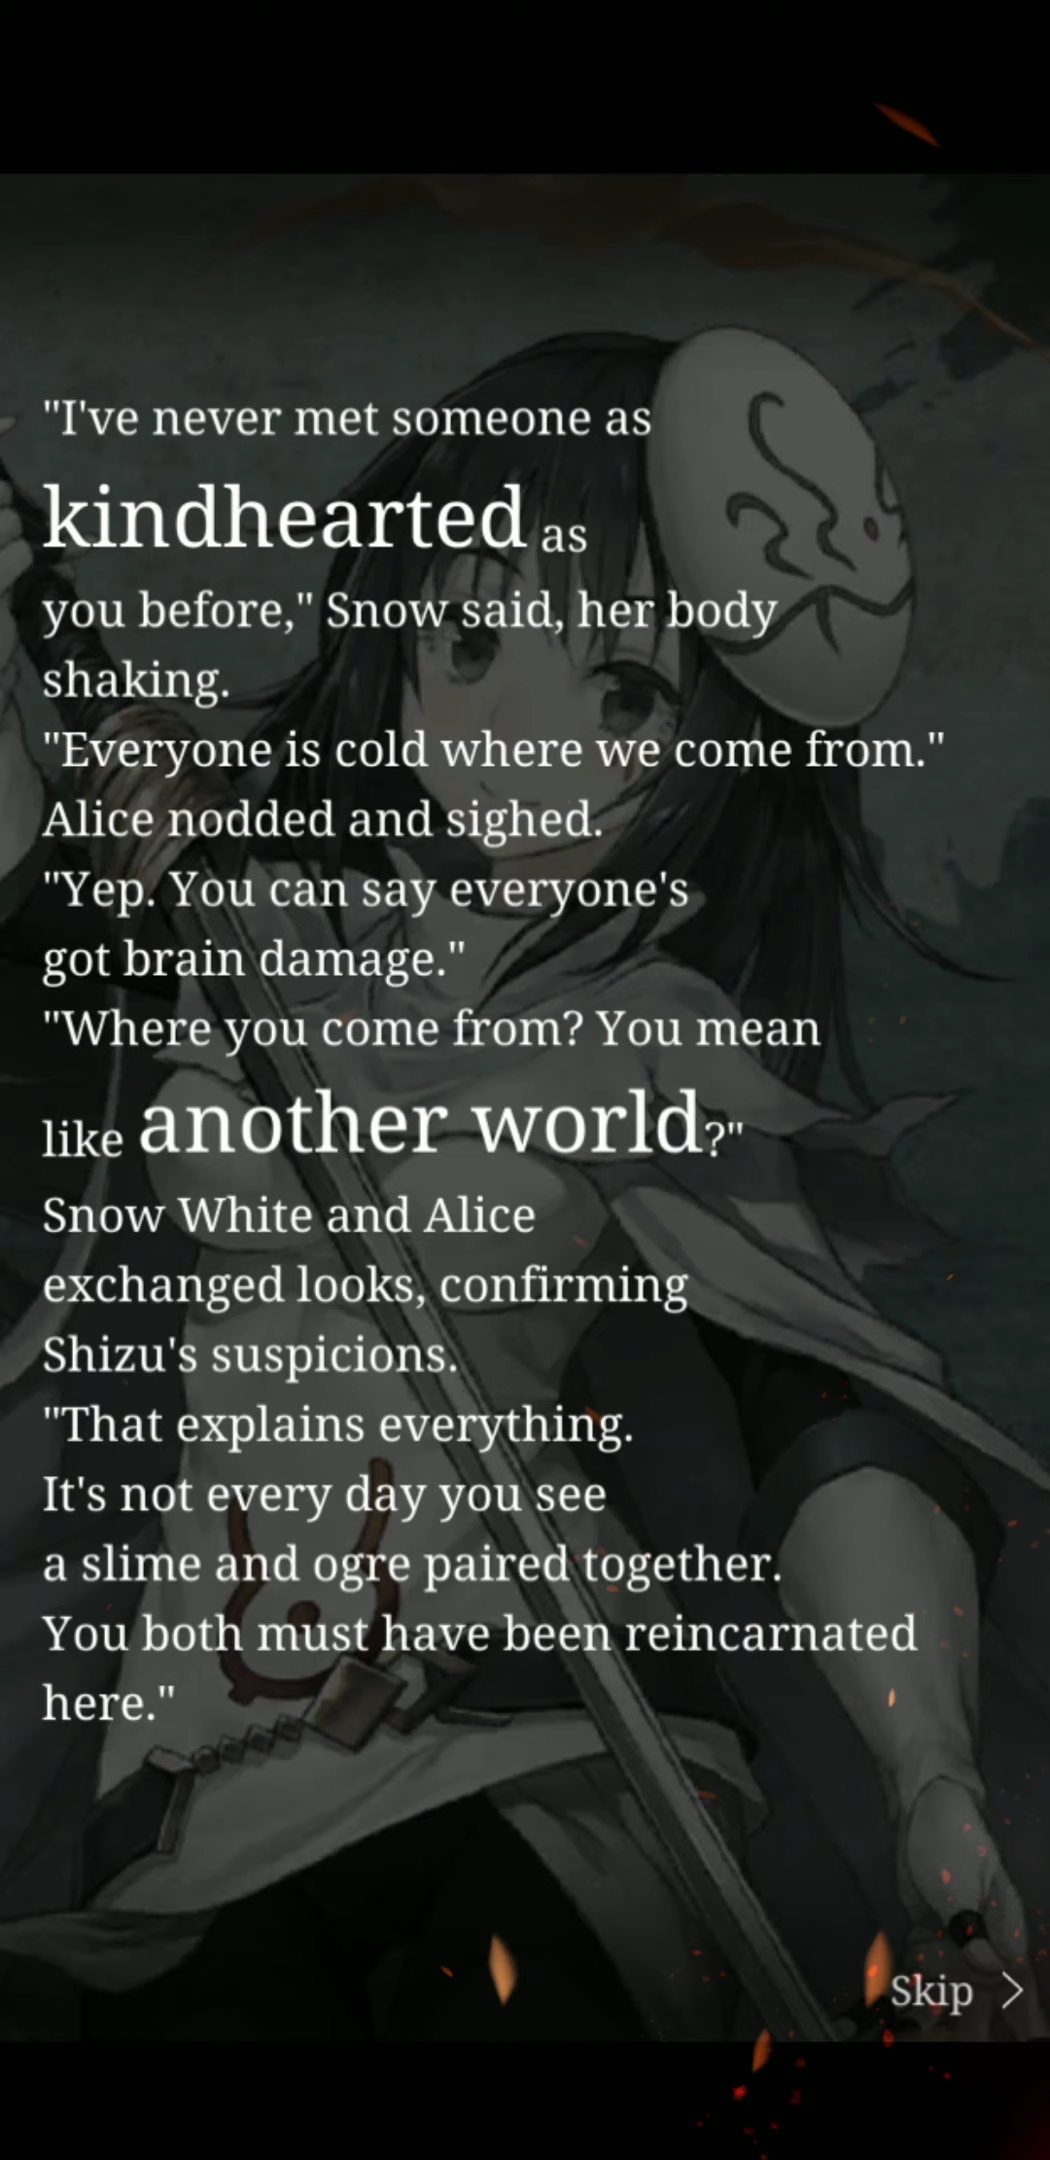 "I've never met someone as
kindhearted as
you before," Snow said, her body
shaking.
"Everyone is cold where we come from."
Alice nodded and sighed.
"Yep. You can say everyone's
got brain damage."
"Where you come from? You mean
like another world?"
Snow White and Alice
exchanged looks, confirming
Shizu's suspicions.
"That explains everything.
It's not every day you see
a slime and ogre paired together.
You both must have been reincarnated
here."
Skip >